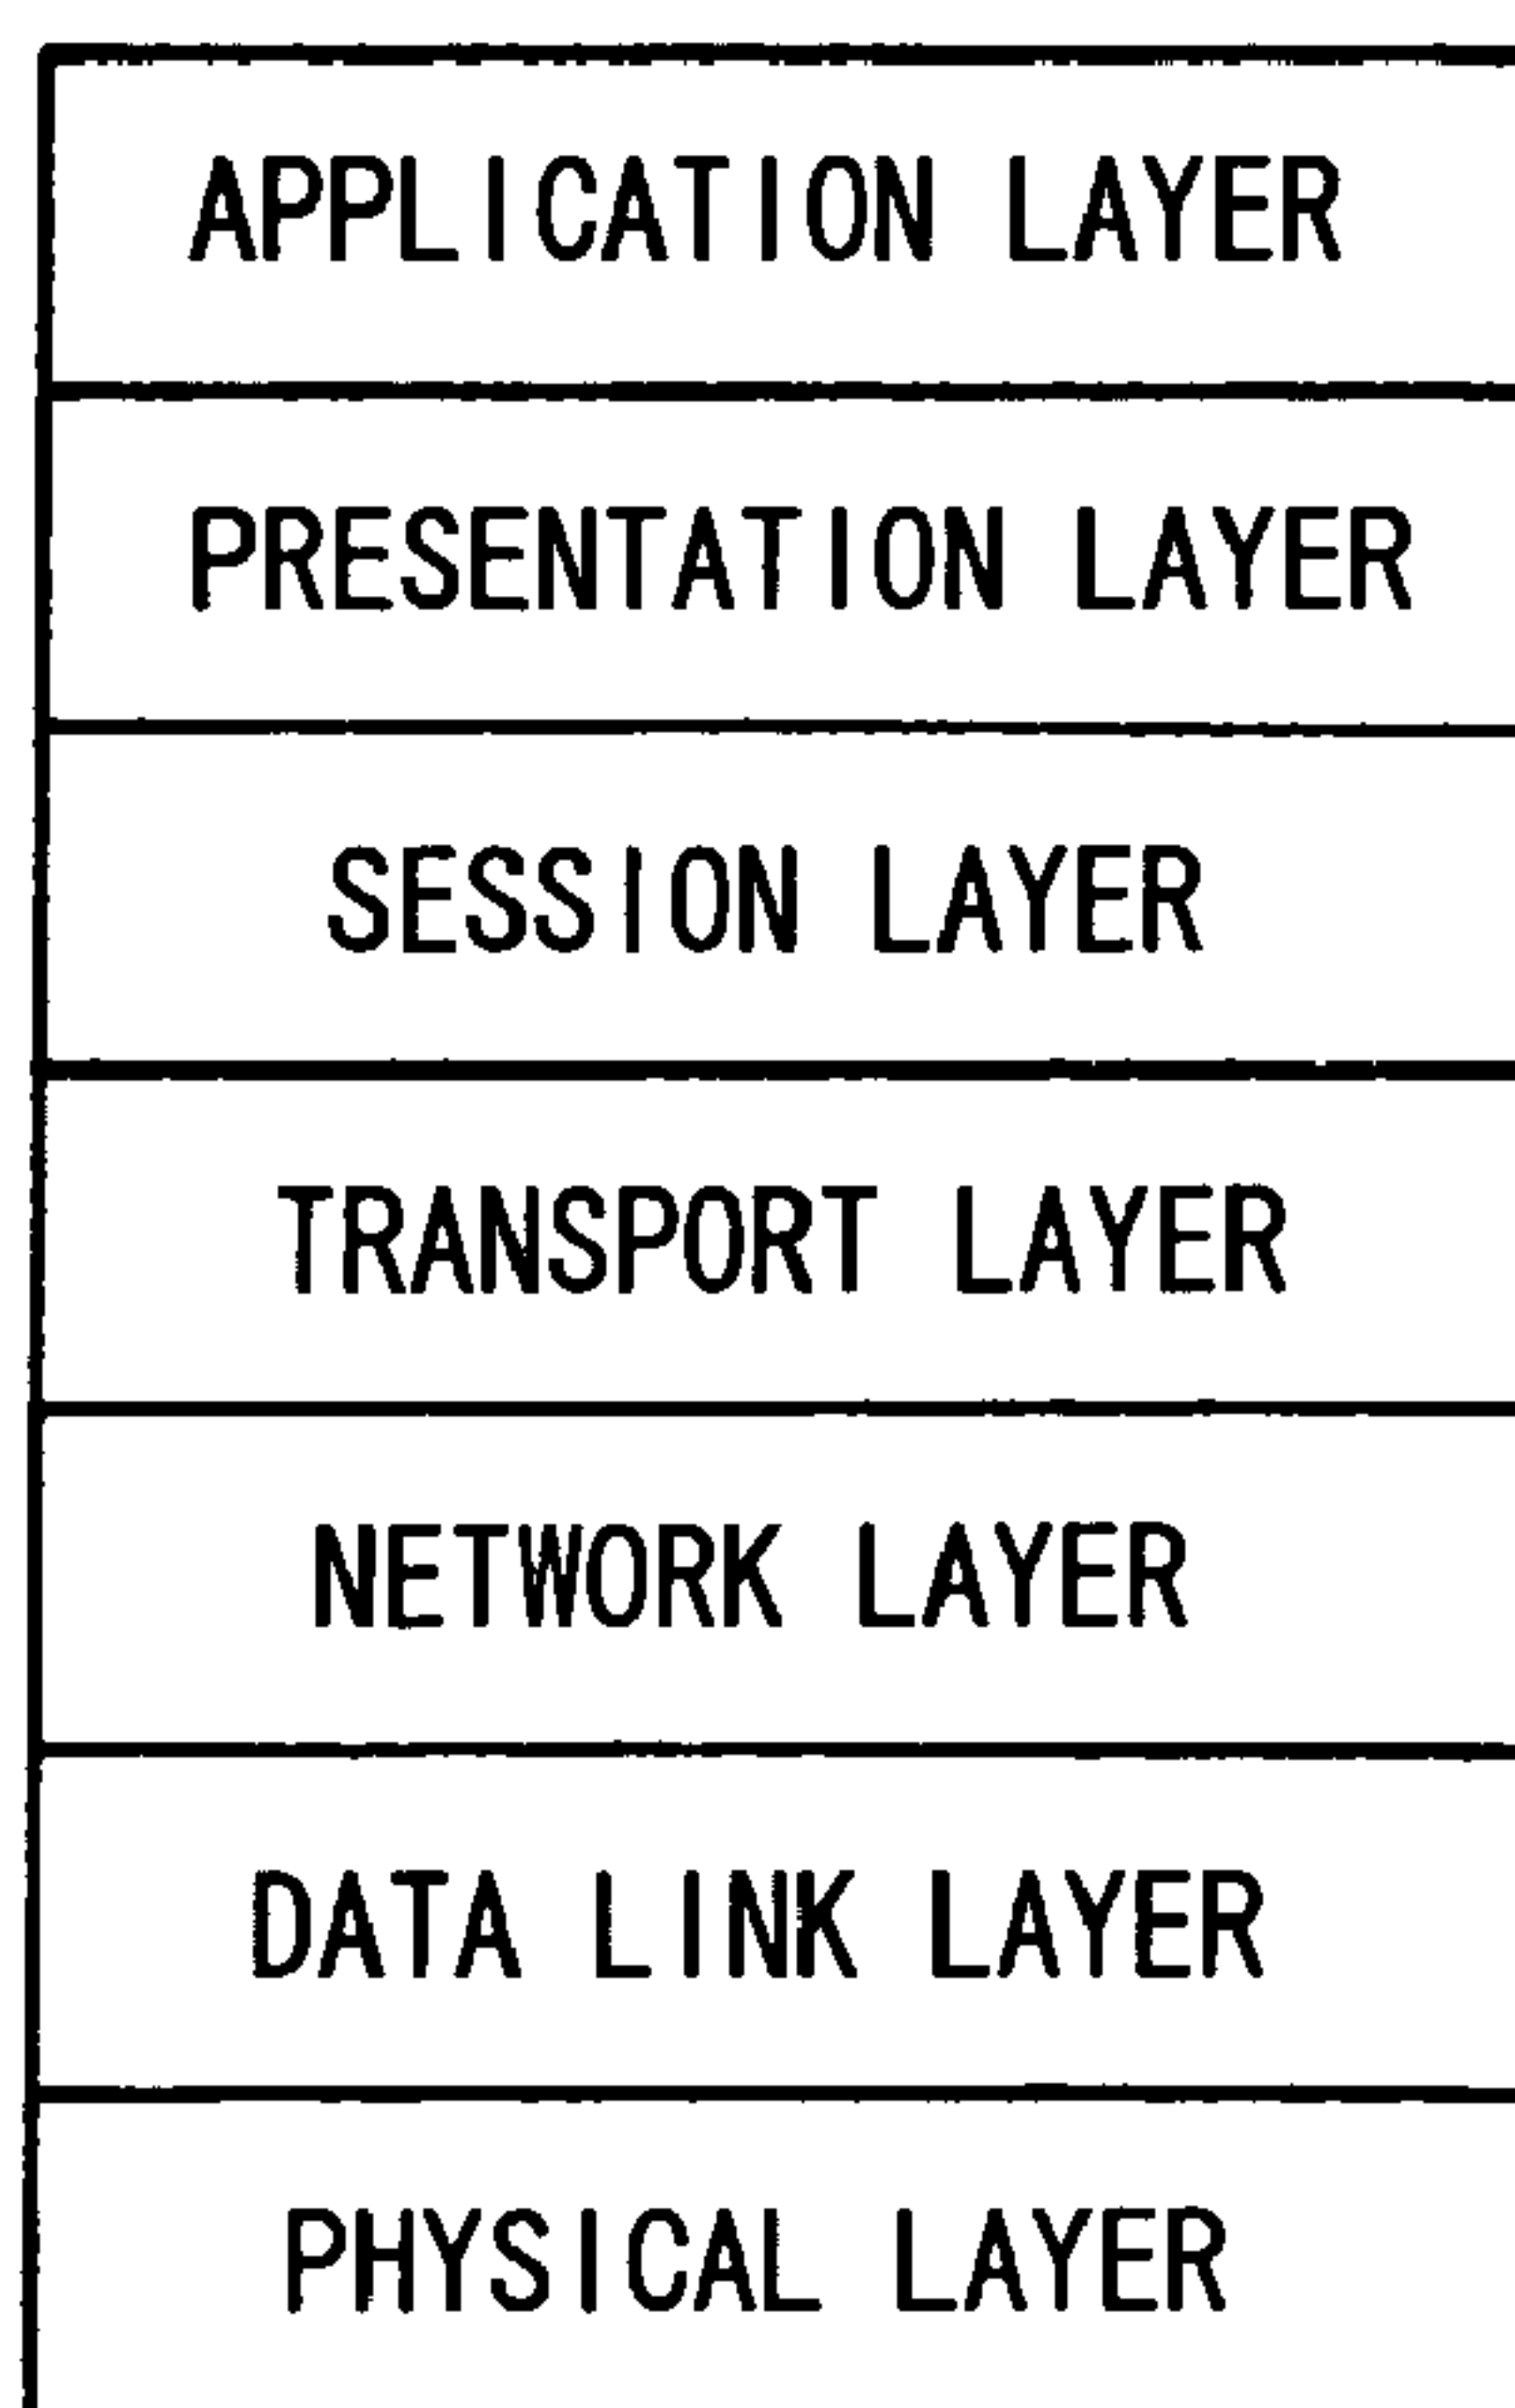 APPLICATION LAYER
PRESENTATION LAYER
SESSION LAYER
TRANSPORT LAYER
NETWORK LAYER
DATA LINK LAYER
PHYSICAL LAYER